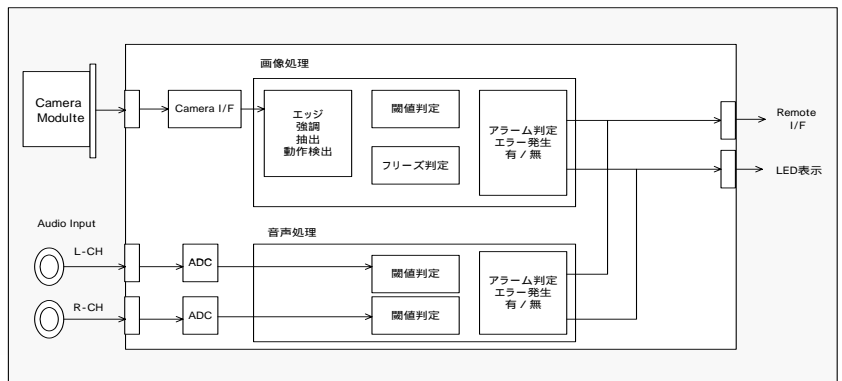 画像処理
Camera
Modulte
Camera I/F
エッジ
強調
抽出
動作検出
閾値判定
フリーズ判定
アラーム判定
エラー発生
有 / 無
Remote
I/F
LED表示
Audio Input
音声処理
L-CH
ADC
閾値判定
アラーム判定
エラー発生
有 / 無
R-CH
ADC
閾値判定